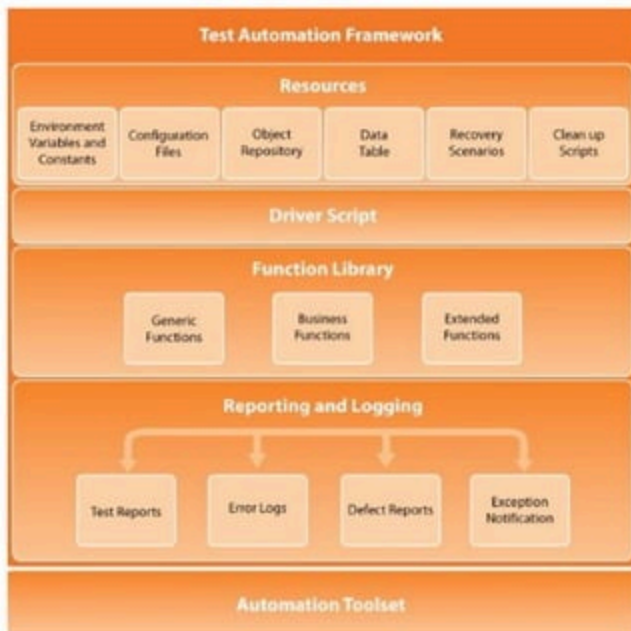 Test Automation Framework
Resources
Environment
Variables and
Constants
Configuration
Files
Object
Repository
Data
Table
Recovery
Scenarios
Clean up
Scripts
Driver Script
Function Library
Generic
Functions
Business
Functions
Extended
Functions
Reporting and Logging
Test Reports
Error Logs
Defect Reports
Exception
Notification
Automation Toolset